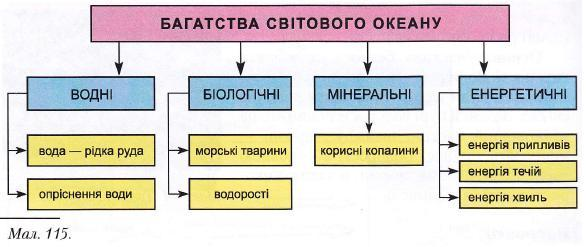 БАГАТСТВА СВІТОВОГО ОКЕАНУ
ВОДНІ
БІОЛОГІЧНІ
МІНЕРАЛЬНІ
ЕНЕРГЕТИЧНІ
вода — рідка руда
опріснення води
морські тварини
водорості
корисні копалини
енергія припливів
енергія течій
енергія хвиль
Мал. 115.